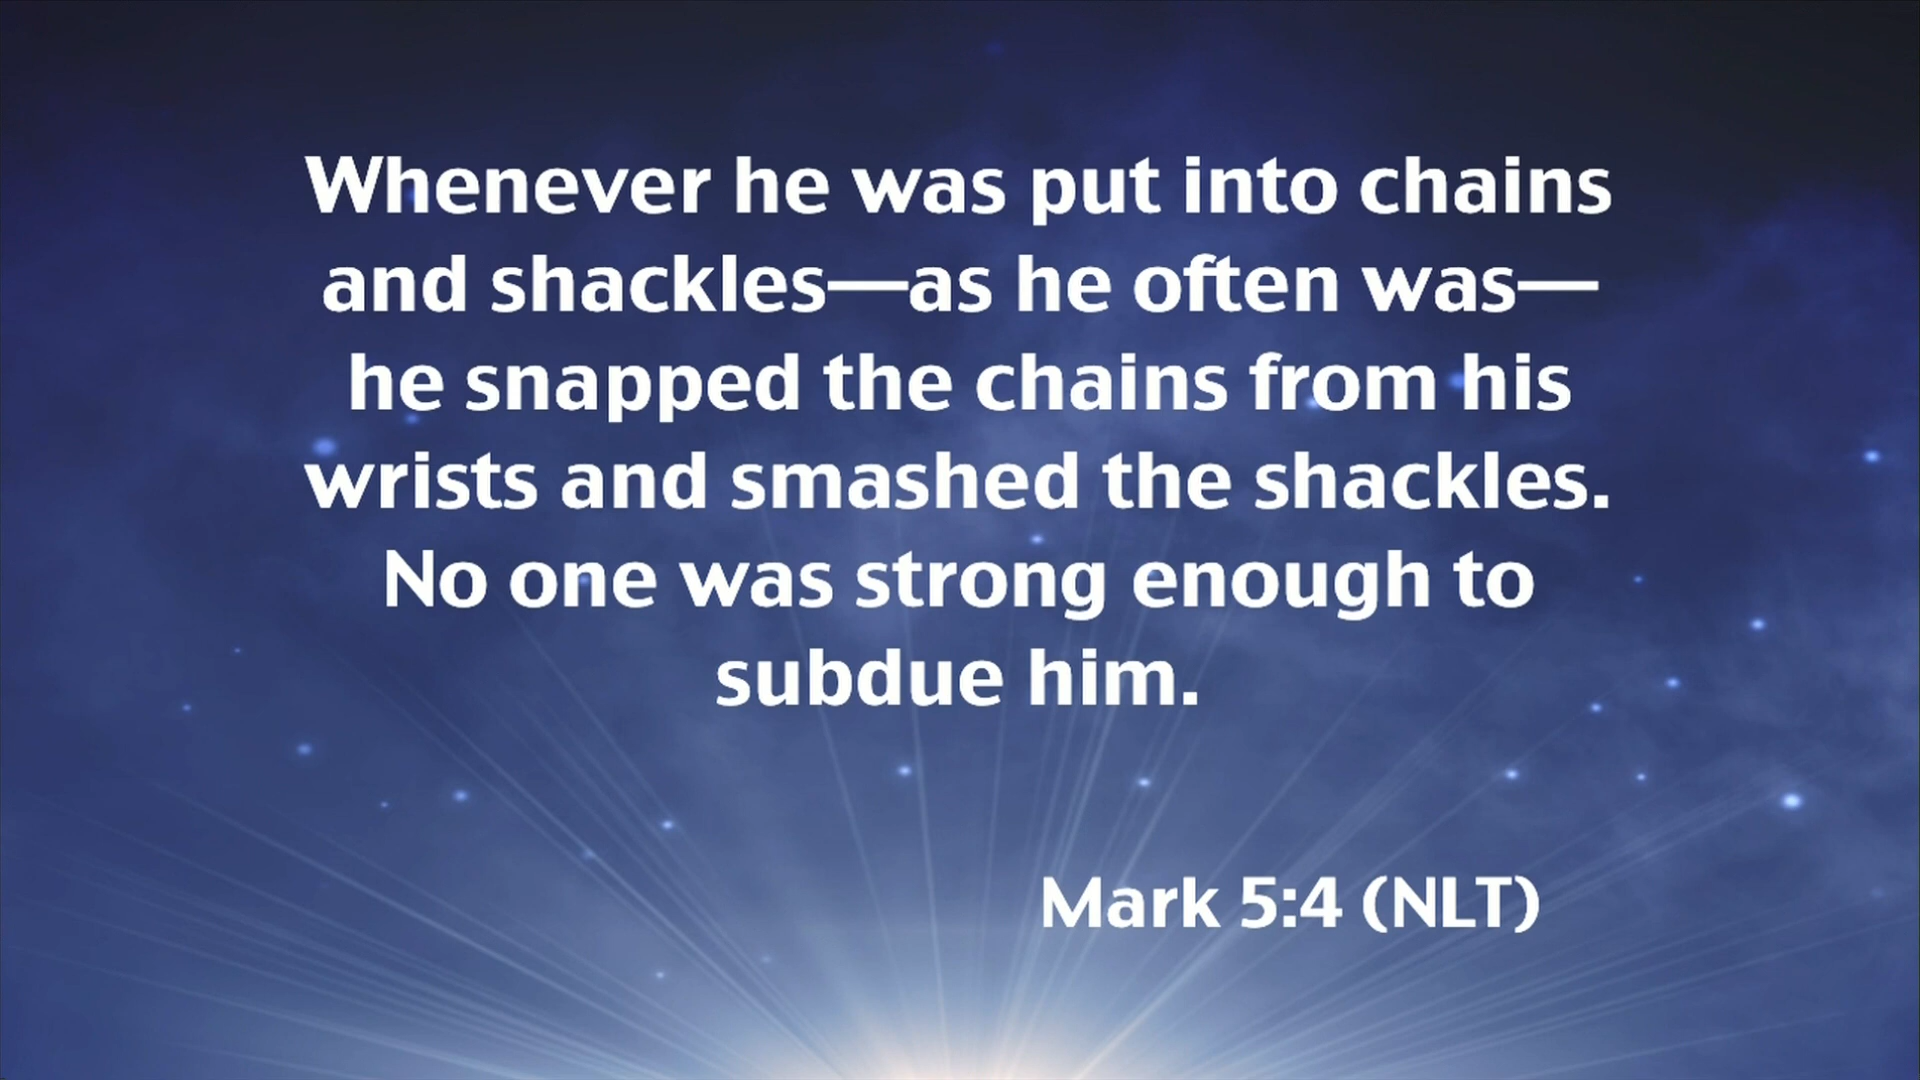 Whenever he was put into chains
and shackles—as he often was—
he snapped the chains from his
wrists and smashed the shackles.
No one was strong enough to
subdue him.
Mark 5:4 (NLT)